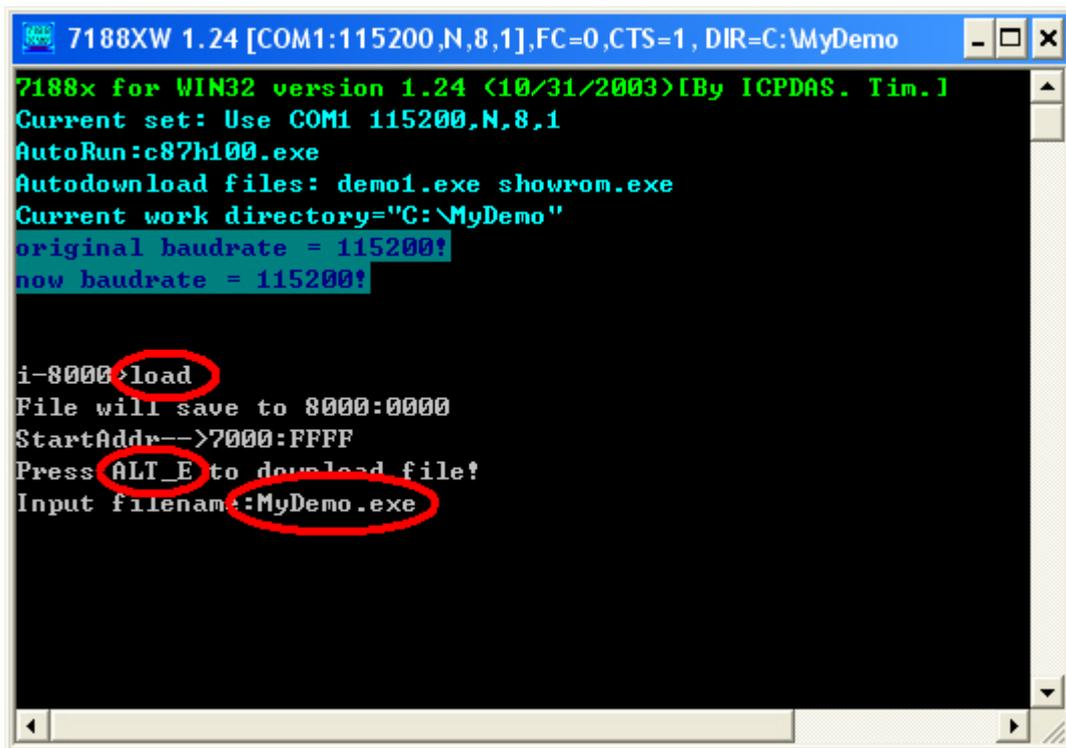 7188XW 1.24 [COM1:115200,N,8,1],FC=0,CTS=1, DIR=C:\MyDemo
7188x for WIN32 version 1.24 (10/31/2003)[By ICPDAS. Tim.]
Current set: Use COM1 115200,N,8,1
AutoRun:c87h100.exe
Autodownload files: demo1.exe showrom.exe
Current work directory="C:\MyDemo"
original baudrate = 115200!
now baudrate = 115200!
i-8000>load
File will save to 8000:0000
StartAddr-->7000:FFFF
Press ALT_E to download file!
Input filename:MyDemo.exe